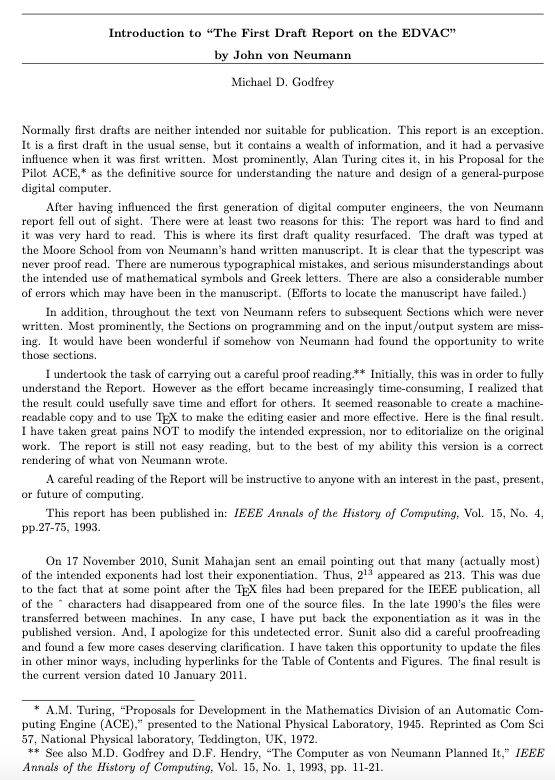 Introduction to “The First Draft Report on the EDVAC”
by John von Neumann
Michael D. Godfrey
Normally first drafts are neither intended nor suitable for publication. This report is an exception.
It is a first draft in the usual sense, but it contains a wealth of information, and it had a pervasive
influence when it was first written. Most prominently, Alan Turing cites it, in his Proposal for the
Pilot ACE,* as the definitive source for understanding the nature and design of a general-purpose
digital computer.
After having influenced the first generation of digital computer engineers, the von Neumann
report fell out of sight. There were at least two reasons for this: The report was hard to find and
it was very hard to read. This is where its first draft quality resurfaced. The draft was typed at
the Moore School from von Neumann’s hand written manuscript. It is clear that the typescript
was never proof read. There are numerous typographical mistakes, and serious misunderstandings about
the intended use of mathematical symbols and Greek letters. There are also a considerable number
of errors which may have been in the manuscript. (Efforts to locate the manuscript have failed.)
In addition, throughout the text von Neumann refers to subsequent Sections which were never
written. Most prominently, the Sections on programming and on the input/output system are miss-
ing. It would have been wonderful if somehow von Neumann had found the opportunity to write
those sections.
I undertook the task of carrying out a careful proof reading.** Initially, this was in order to fully
understand the Report. However as the effort became increasingly time-consuming, I realized that
the result could usefully save time and effort for others. It seemed reasonable to create a machine-
readable copy and to use TEX to make the editing easier and more effective. Here is the final result.
I have taken great pains NOT to modify the intended expression, nor to editorialize on the original
work. The report is still not easy reading, but to the best of my ability this version is a correct
rendering of what von Neumann wrote.
A careful reading of the Report will be instructive to anyone with an interest in the past, present,
or future of computing.
This report has been published in: IEEE Annals of the History of Computing, Vol. 15, No. 4,
pp.27-75, 1993.
On 17 November 2010, Sunit Mahajan sent an email pointing out that many (actually most)
of the intended exponents had lost their exponentiation. Thus, 2¹³ appeared as 213. This was due
to the fact that at some point after the TEX files had been prepared for the IEEE publication, all
of the ˆ characters had disappeared from one of the source files. In the late 1990’s the files were
transferred between machines. In any case, I have put back the exponentiation as it was in the
published version. And, I apologize for this undetected error. Sunit also did a careful proofreading
and found a few more cases deserving clarification. I have taken this opportunity to update the files
in other minor ways, including hyperlinks for the Table of Contents and Figures. The final result is
the current version dated 10 January 2011.
* A.M. Turing, “Proposals for Development in the Mathematics Division of an Automatic Com-
puting Engine (ACE),” presented to the National Physical Laboratory, 1945. Reprinted as Com Sci
57, National Physical laboratory, Teddington, UK, 1972.
** See also M.D. Godfrey and D.F. Hendry, “The Computer as von Neumann Planned It,” IEEE
Annals of the History of Computing, Vol. 15, No. 1, 1993, pp. 11-21.